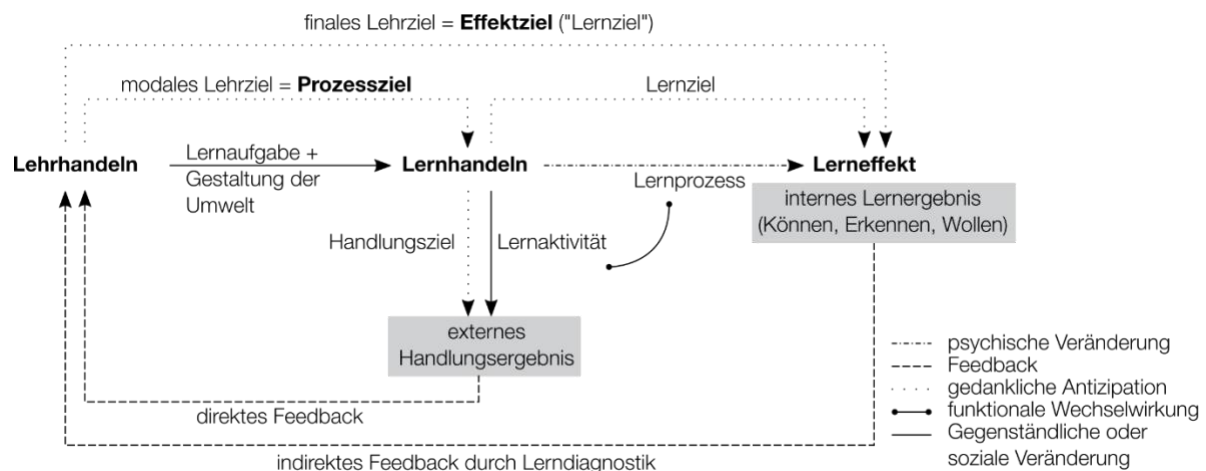 finales Lehrziel = Effektziel ("Lernziel")
modales Lehrziel = Prozessziel
Lernziel
Lehrhandeln
Lernaufgabe +
Gestaltung der
Umwelt
Lernhandeln
Lernprozess
Lerneffekt
internes Lernergebnis
(Können, Erkennen, Wollen)
Handlungsziel
Lernaktivität
externes
Handlungsergebnis
direktes Feedback
indirektes Feedback durch Lerndiagnostik
psychische Veränderung
Feedback
gedankliche Antizipation
funktionale Wechselwirkung
Gegenständliche oder
soziale Veränderung